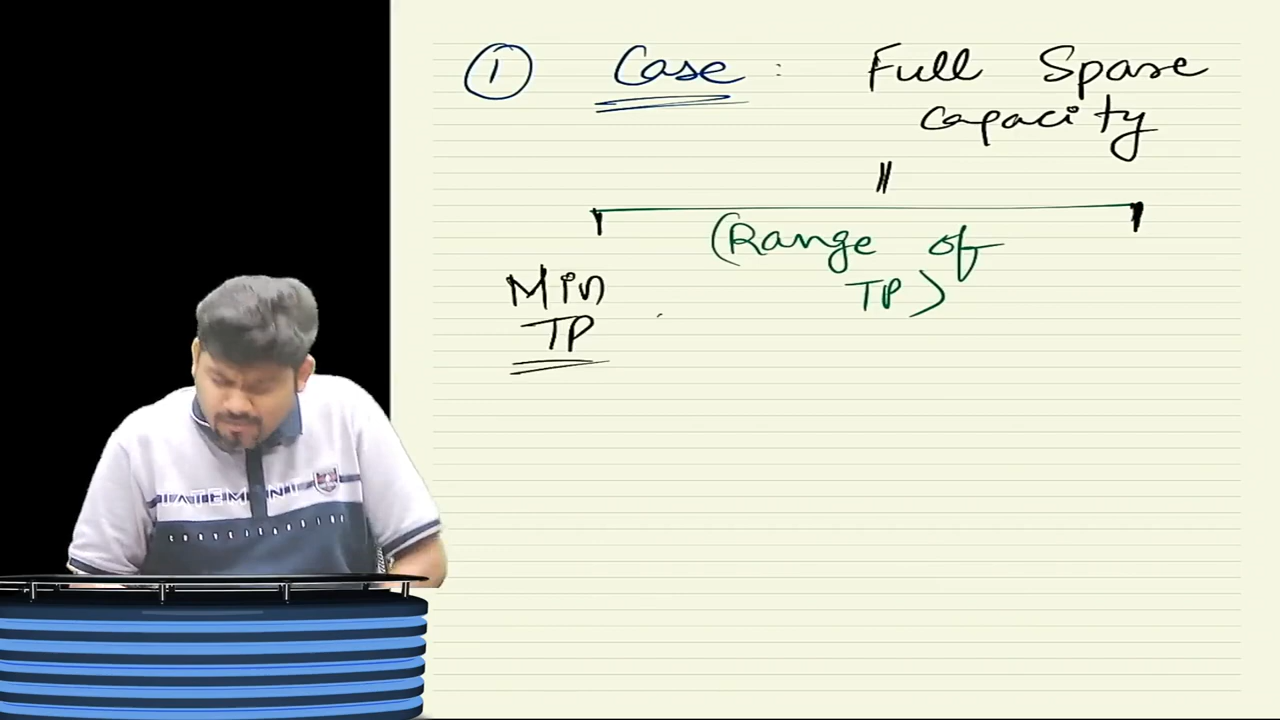 ① Case : Full Spare
capacity
(Range of
TP)
Min
TP